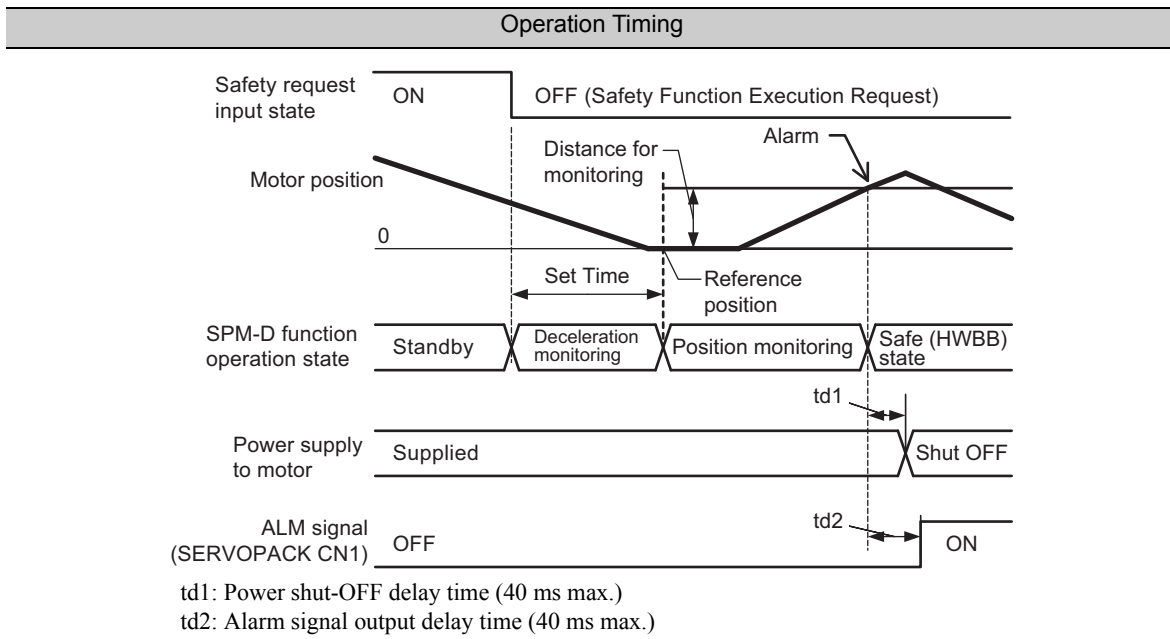 Operation Timing
Safety request
input state
ON
OFF (Safety Function Execution Request)
Motor position
Distance for
monitoring
Alarm
0
Set Time
Reference
position
SPM-D function
operation state
Standby
Deceleration
monitoring
Position monitoring
Safe (HWBB)
state
td1
Power supply
to motor
Supplied
Shut OFF
td2
ALM signal
(SERVOPACK CN1)
OFF
ON
td1: Power shut-OFF delay time (40 ms max.)
td2: Alarm signal output delay time (40 ms max.)